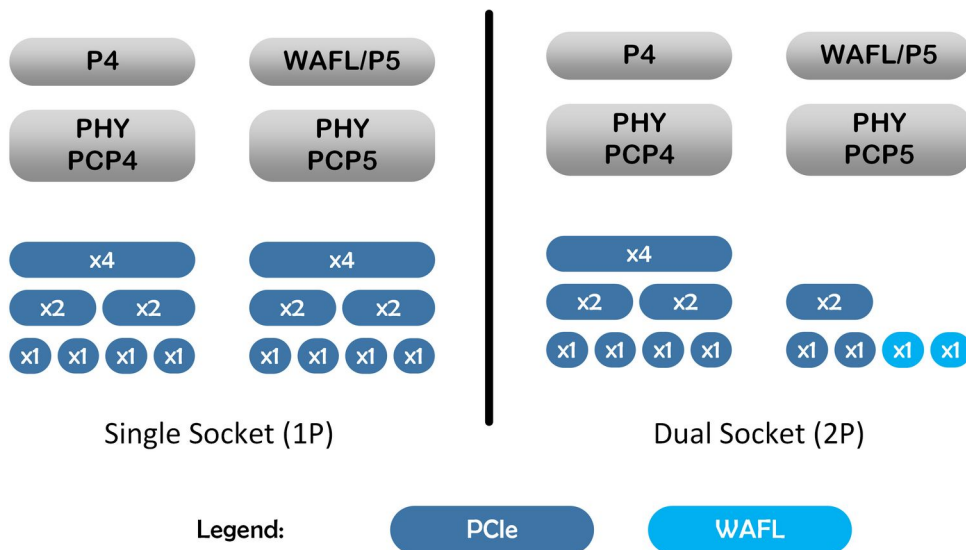 P4 WAFL/P5 P4 WAFL/P5
PHY PHY PHY PHY
PCP4 PCP5 PCP4 PCP5
x4 x4 x4
x2 x2 x2 x2 x2 x2 x2
x1 x1 x1 x1 x1 x1 x1 x1 x1 x1 x1 x1 x1 x1 x1 x1
Single Socket (1P) Dual Socket (2P)
Legend: PCIe WAFL